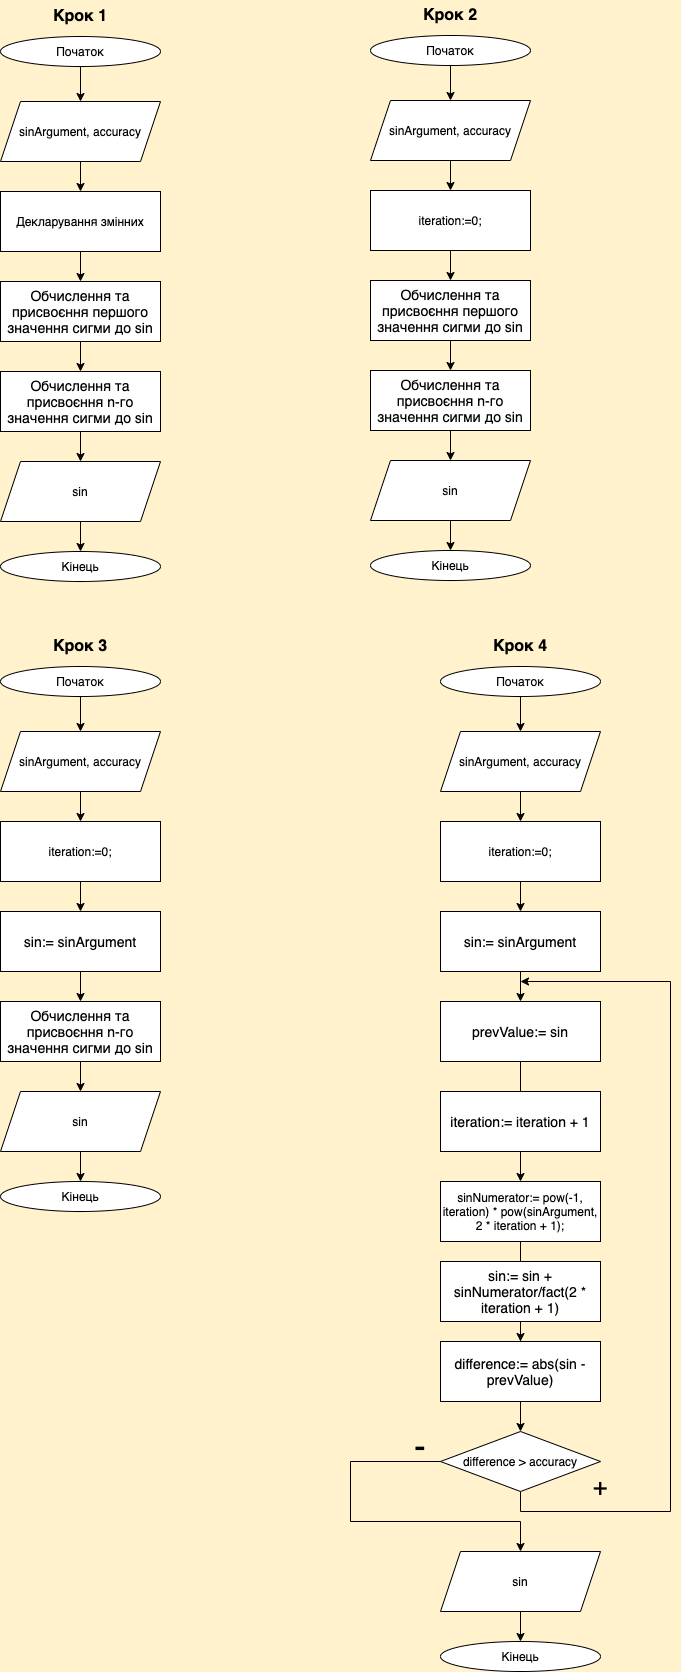 Крок 1
Початок
sinArgument, accuracy
Декларування змінних
Обчислення та
присвоєння першого
значення сигми до sin
Обчислення та
присвоєння n-го
значення сигми до sin
sin
Кінець
Крок 2
Початок
sinArgument, accuracy
iteration:=0;
Обчислення та
присвоєння першого
значення сигми до sin
Обчислення та
присвоєння n-го
значення сигми до sin
sin
Кінець
Крок 3
Початок
sinArgument, accuracy
iteration:=0;
sin:= sinArgument
Обчислення та
присвоєння n-го
значення сигми до sin
sin
Кінець
Крок 4
Початок
sinArgument, accuracy
iteration:=0;
sin:= sinArgument
prevValue:= sin
iteration:= iteration + 1
sinNumerator:= pow(-1,
iteration) * pow(sinArgument,
2 * iteration + 1);
sin:= sin +
sinNumerator/fact(2 *
iteration + 1)
difference:= abs(sin -
prevValue)
-
difference > accuracy
+
sin
Кінець